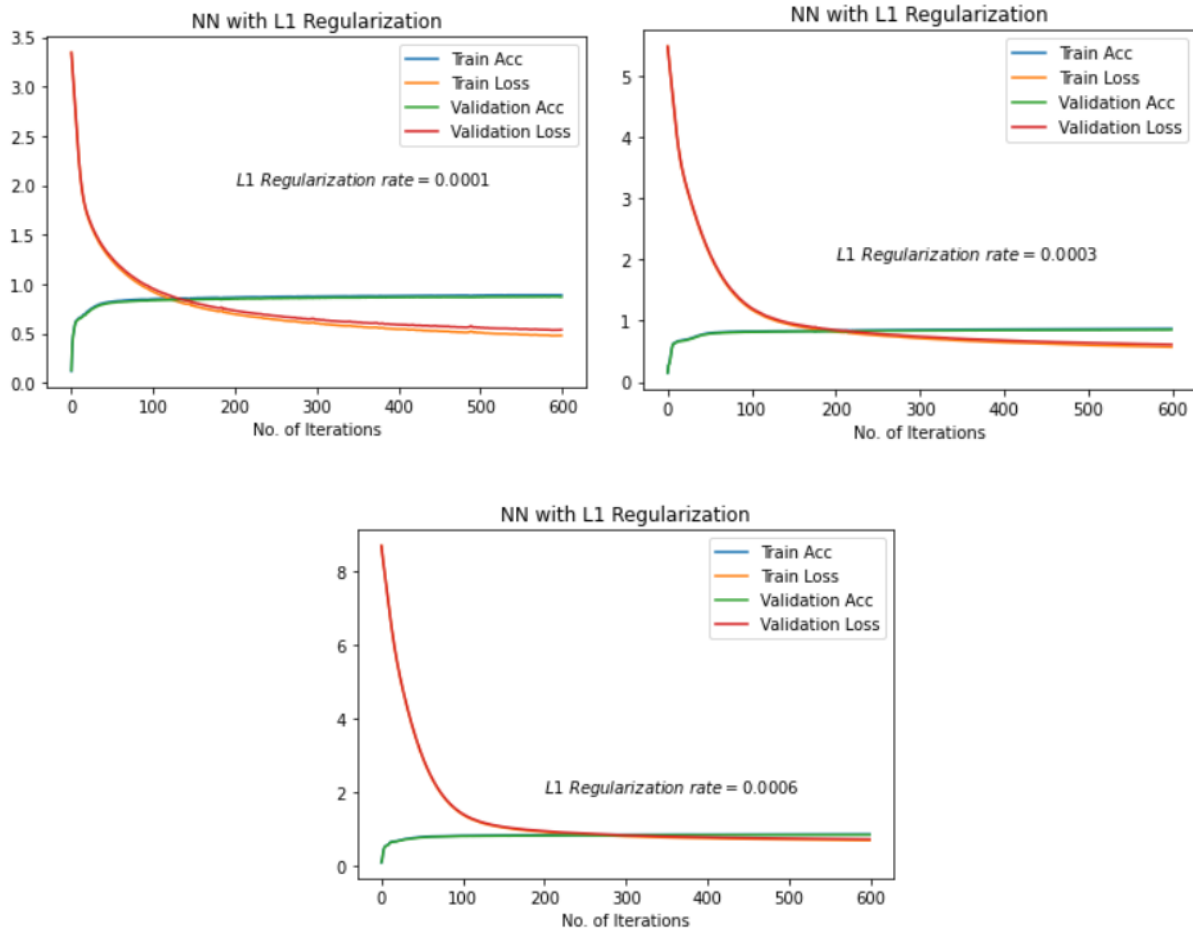 NN with L1 Regularization
3.5
3.0
2.5
2.0
1.5
1.0
0.5
0.0
Train Acc
Train Loss
Validation Acc
Validation Loss
L1 Regularization rate = 0.0001
0 100 200 300 400 500 600
No. of Iterations
NN with L1 Regularization
5
4
3
2
1
0
Train Acc
Train Loss
Validation Acc
Validation Loss
L1 Regularization rate = 0.0003
0 100 200 300 400 500 600
No. of Iterations
NN with L1 Regularization
8
6
4
2
0
Train Acc
Train Loss
Validation Acc
Validation Loss
L1 Regularization rate = 0.0006
0 100 200 300 400 500 600
No. of Iterations